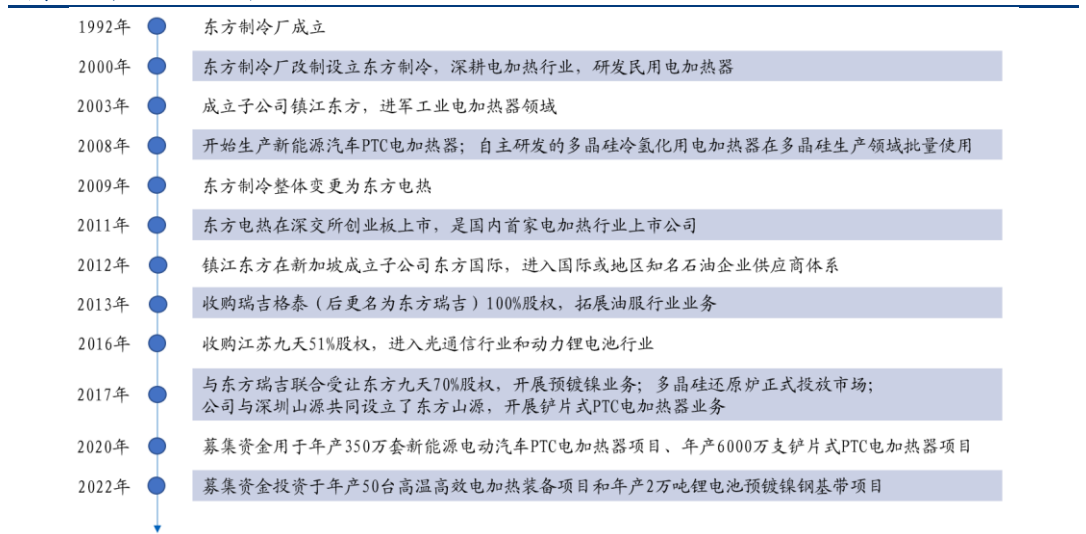 1992年 东方制冷厂成立
2000年 东方制冷厂改制设立东方制冷，深耕电加热行业，研发民用电加热器
2003年 成立子公司镇江东方，进军工业电加热器领域
2008年 开始生产新能源汽车PTC电加热器；自主研发的多晶硅冷氢化用电加热器在多晶硅生产领域批量使用
2009年 东方制冷整体变更为东方电热
2011年 东方电热在深交所创业板上市，是国内首家电加热行业上市公司
2012年 镇江东方在新加坡成立子公司东方国际，进入国际或地区知名石油企业供应商体系
2013年 收购瑞吉格泰（后更名为东方瑞吉）100%股权，拓展油服行业业务
2016年 收购江苏九天51%股权，进入光通信行业和动力锂电池行业
2017年 与东方瑞吉联合受让东方九天70%股权，开展预镀镍业务；多晶硅还原炉正式投放市场；
公司与深圳山源共同设立了东方山源，开展铲片式PTC电加热器业务
2020年 募集资金用于年产350万套新能源电动汽车PTC电加热器项目、年产6000万支铲片式PTC电加热器项目
2022年 募集资金投资于年产50台高温高效电加热装备项目和年产2万吨锂电池预镀镍钢基带项目